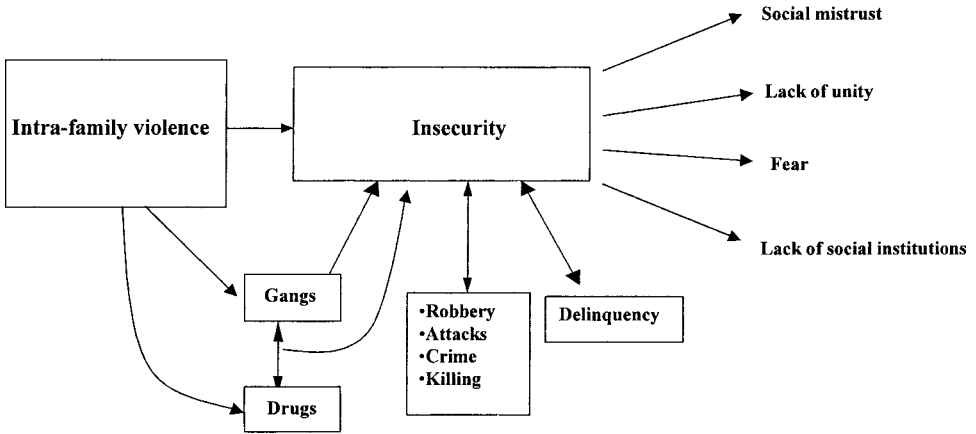 Social mistrust
Intra-family violence
Insecurity
Lack of unity
Fear
Lack of social institutions
Gangs
•Robbery
•Attacks
•Crime
•Killing
Delinquency
Drugs